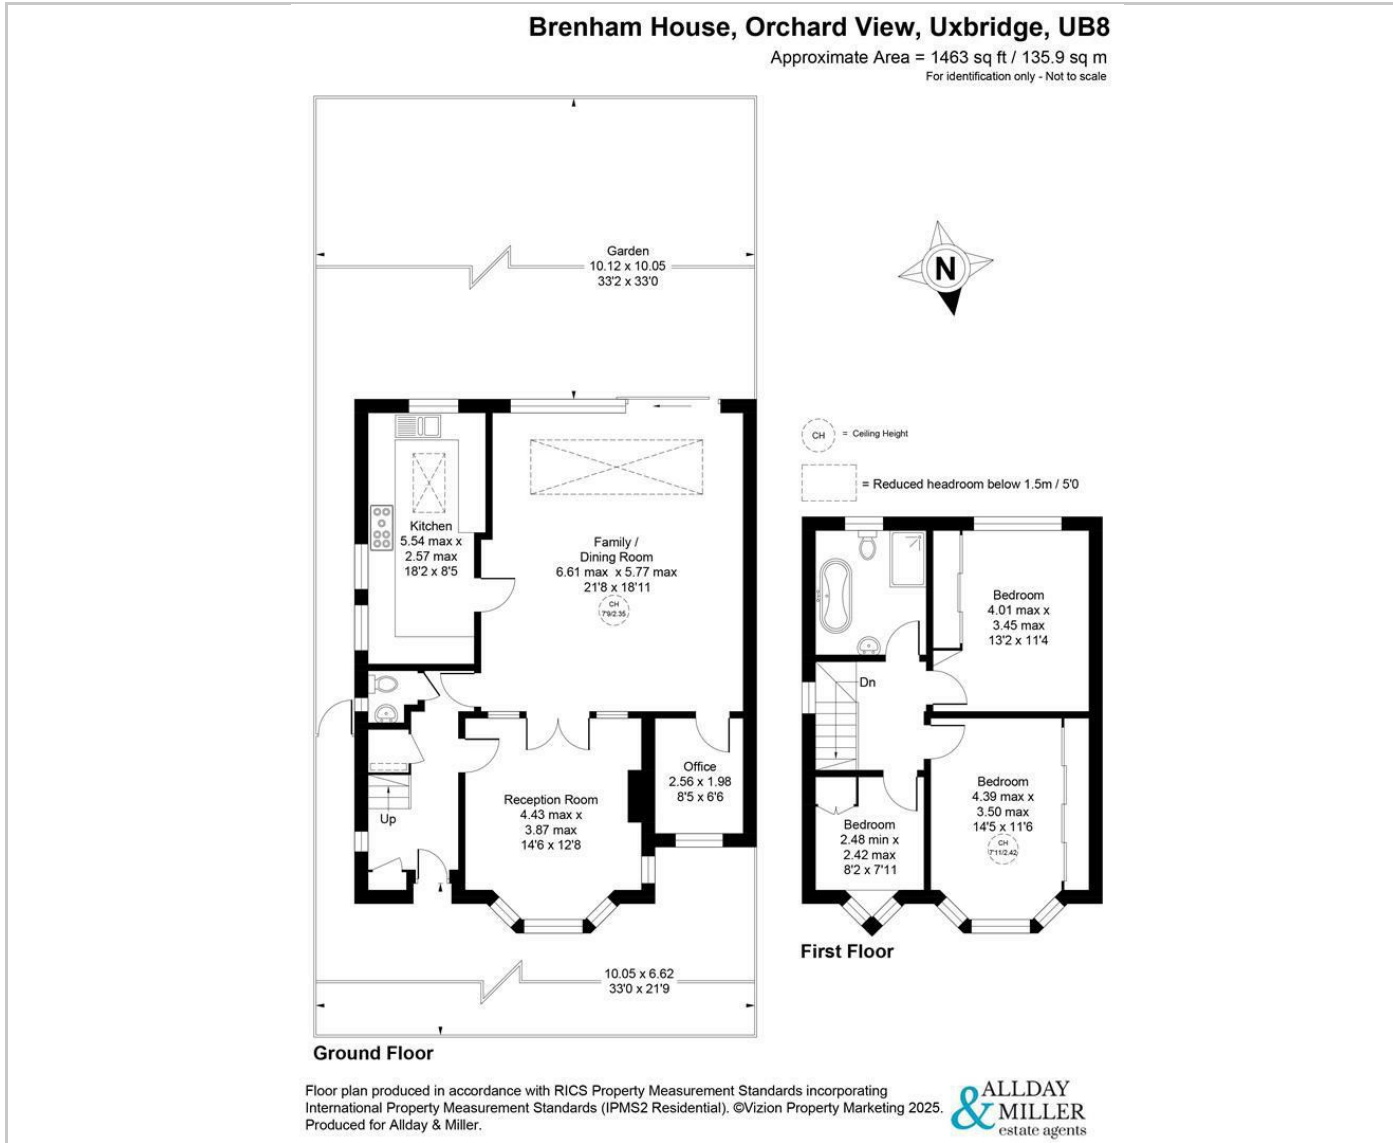 Brenham House, Orchard View, Uxbridge, UB8
Approximate Area = 1463 sq ft / 135.9 sq m
For identification only - Not to scale
Garden
10.12 x 10.05
33'2 x 33'0
N
CH = Ceiling Height
= Reduced headroom below 1.5m / 5'0
Kitchen
5.54 max x
2.57 max
18'2 x 8'5
Family /
Dining Room
6.61 max x 5.77 max
21'8 x 18'11
CH
7'9/2.35
Bedroom
4.01 max x
3.45 max
13'2 x 11'4
Dn
Office
2.56 x 1.98
8'5 x 6'6
Reception Room
4.43 max x
3.87 max
14'6 x 12'8
Up
Bedroom
4.39 max x
3.50 max
14'5 x 11'6
CH
7'11/2.42
Bedroom
2.48 min x
2.42 max
8'2 x 7'11
First Floor
10.05 x 6.62
33'0 x 21'9
Ground Floor
Floor plan produced in accordance with RICS Property Measurement Standards incorporating
International Property Measurement Standards (IPMS2 Residential). ©Vizion Property Marketing 2025.
Produced for Allday & Miller.
ALLDAY
& MILLER
estate agents